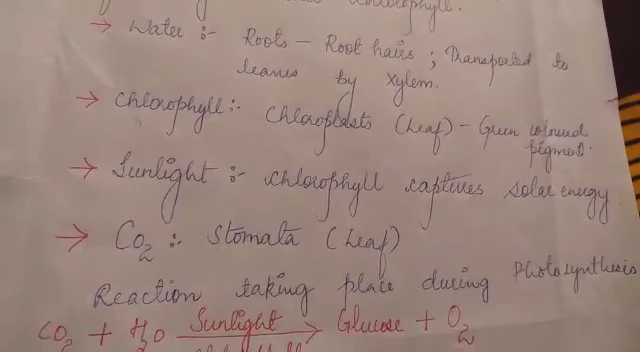 chlorophyll.
→ Water :- Roots - Root hairs ; Transported to
leaves by xylem.
→ Chlorophyll :- Chloroplasts (Leaf) - Green coloured
pigment.
→ Sunlight :- chlorophyll captures solar energy
→ CO2 :- Stomata (Leaf)
Reaction taking place during Photosynthesis
CO2 + H2O Sunlight → Glucose + O2